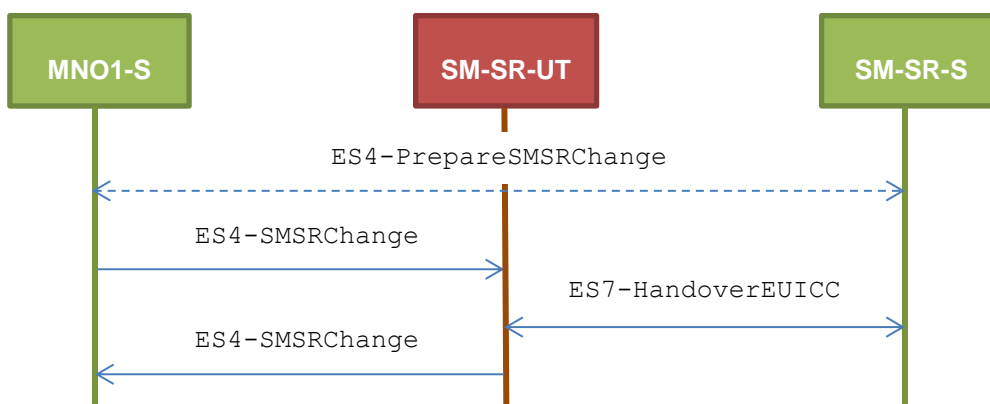 MNO1-S
SM-SR-UT
SM-SR-S
ES4-PrepareSMSRChange
ES4-SMSRChange
ES7-HandoverEUICC
ES4-SMSRChange